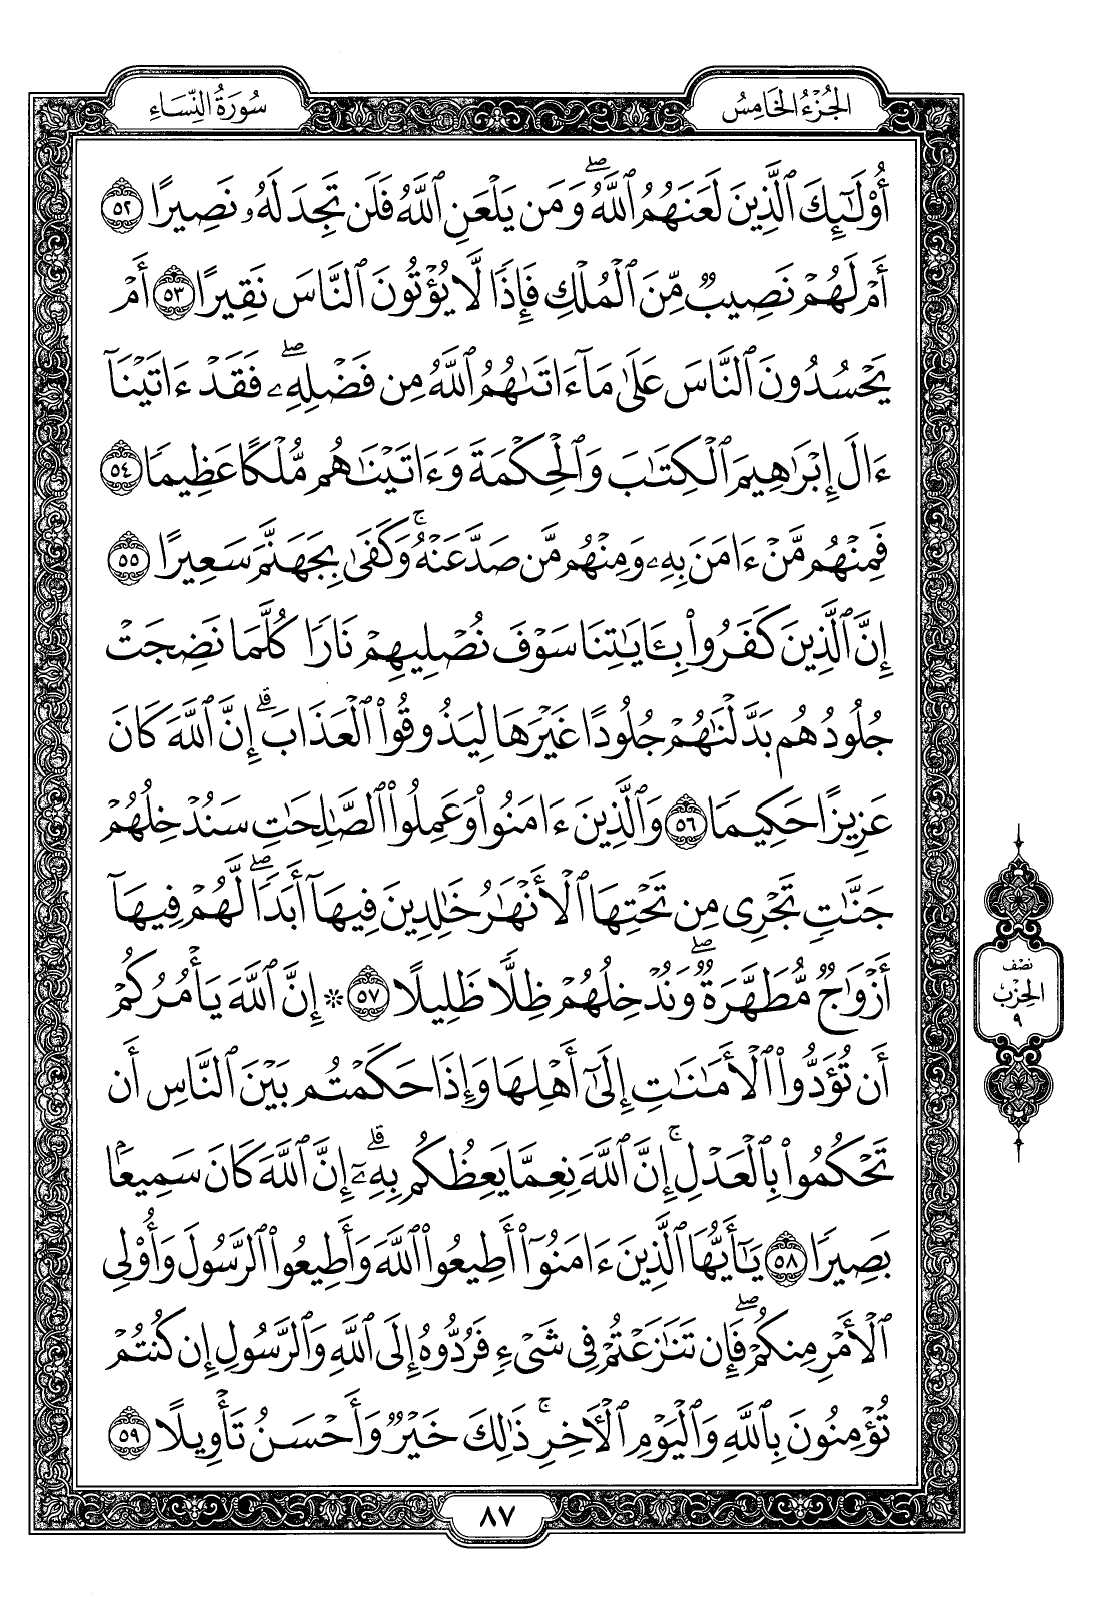 الجُزْءُ الخَامِسُ
سُورَةُ النِّسَاءِ
أُوْلَٰٓئِكَ ٱلَّذِينَ لَعَنَهُمُ ٱللَّهُۖ وَمَن يَلْعَنِ ٱللَّهُ فَلَن تَجِدَ لَهُۥ نَصِيرًا ٥٢
أَمْ لَهُمْ نَصِيبٌ مِّنَ ٱلْمُلْكِ فَإِذًا لَّا يُؤْتُونَ ٱلنَّاسَ نَقِيرًا ٥٣ أَمْ
يَحْسُدُونَ ٱلنَّاسَ عَلَىٰ مَآ ءَاتَىٰهُمُ ٱللَّهُ مِن فَضْلِهِۦۖ فَقَدْ ءَاتَيْنَآ
ءَالَ إِبْرَٰهِيمَ ٱلْكِتَٰبَ وَٱلْحِكْمَةَ وَءَاتَيْنَٰهُم مُّلْكًا عَظِيمًا ٥٤
فَمِنْهُم مَّنْ ءَامَنَ بِهِۦ وَمِنْهُم مَّن صَدَّ عَنْهُۚ وَكَفَىٰ بِجَهَنَّمَ سَعِيرًا ٥٥
إِنَّ ٱلَّذِينَ كَفَرُواْ بِـَٔايَٰتِنَا سَوْفَ نُصْلِيهِمْ نَارًا كُلَّمَا نَضِجَتْ
جُلُودُهُم بَدَّلْنَٰهُمْ جُلُودًا غَيْرَهَا لِيَذُوقُواْ ٱلْعَذَابَۗ إِنَّ ٱللَّهَ كَانَ
عَزِيزًا حَكِيمًا ٥٦ وَٱلَّذِينَ ءَامَنُواْ وَعَمِلُواْ ٱلصَّٰلِحَٰتِ سَنُدْخِلُهُمْ
جَنَّٰتٍ تَجْرِى مِن تَحْتِهَا ٱلْأَنْهَٰرُ خَٰلِدِينَ فِيهَآ أَبَدًاۖ لَّهُمْ فِيهَآ
أَزْوَٰجٌ مُّطَهَّرَةٌۖ وَنُدْخِلُهُمْ ظِلًّا ظَلِيلًا ٥٧ ۞ إِنَّ ٱللَّهَ يَأْمُرُكُمْ
أَن تُؤَدُّواْ ٱلْأَمَٰنَٰتِ إِلَىٰٓ أَهْلِهَا وَإِذَا حَكَمْتُم بَيْنَ ٱلنَّاسِ أَن
تَحْكُمُواْ بِٱلْعَدْلِۚ إِنَّ ٱللَّهَ نِعِمَّا يَعِظُكُم بِهِۦٓۗ إِنَّ ٱللَّهَ كَانَ سَمِيعًۢا
بَصِيرًا ٥٨ يَٰٓأَيُّهَا ٱلَّذِينَ ءَامَنُوٓاْ أَطِيعُواْ ٱللَّهَ وَأَطِيعُواْ ٱلرَّسُولَ وَأُوْلِى
ٱلْأَمْرِ مِنكُمْۖ فَإِن تَنَٰزَعْتُمْ فِى شَىْءٍ فَرُدُّوهُ إِلَى ٱللَّهِ وَٱلرَّسُولِ إِن كُنتُمْ
تُؤْمِنُونَ بِٱللَّهِ وَٱلْيَوْمِ ٱلْأٓخِرِۚ ذَٰلِكَ خَيْرٌ وَأَحْسَنُ تَأْوِيلًا ٥٩
نصْف
الحِزْبِ
٩
٨٧